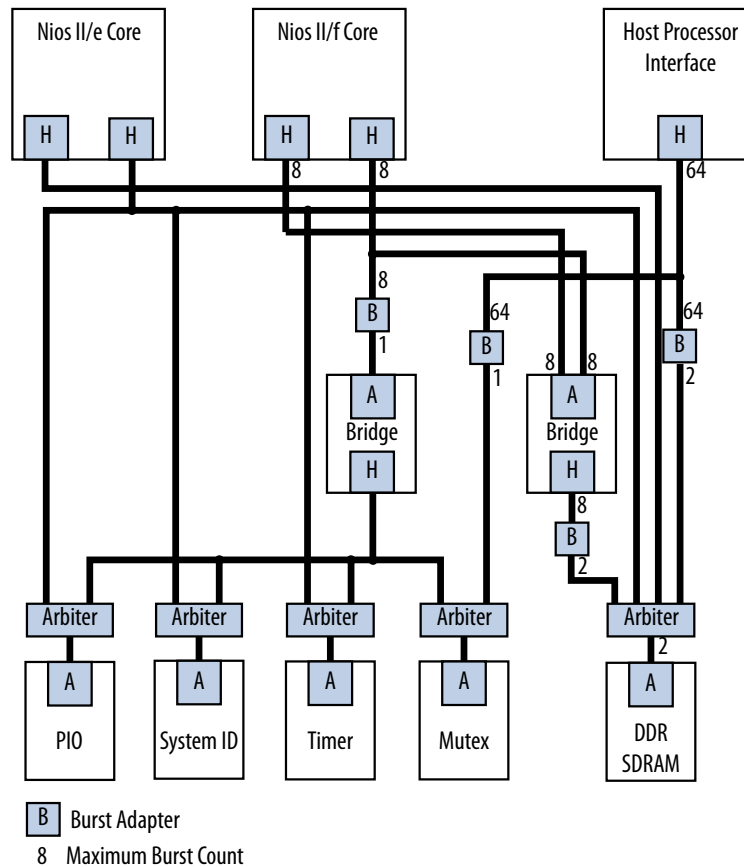 Nios II/e Core
Nios II/f Core
Host Processor
Interface
H
H
H
H
H
8
8
64
8
64
64
B
B
B
1
1
2
8
8
A
A
Bridge
Bridge
H
H
8
B
2
Arbiter
Arbiter
Arbiter
Arbiter
Arbiter
2
A
A
A
A
A
PIO
System ID
Timer
Mutex
DDR
SDRAM
B Burst Adapter
8 Maximum Burst Count